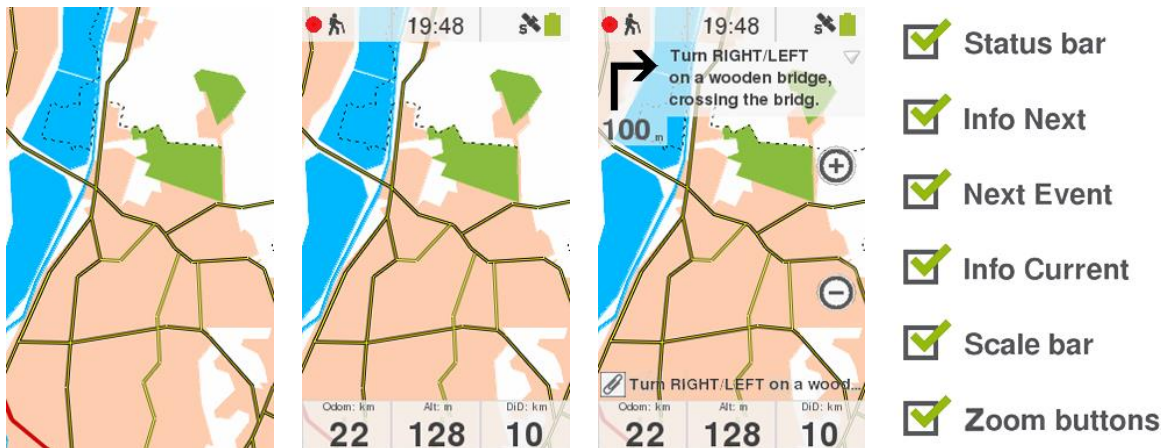 19:48
S
Odom: km
Alt: m
DiD: km
22
128
10
19:48
S
Turn RIGHT/LEFT
on a wooden bridge,
crossing the bridg.
100 m
Turn RIGHT/LEFT on a wood...
Odom: km
Alt: m
DiD: km
22
128
10
Status bar
Info Next
Next Event
Info Current
Scale bar
Zoom buttons